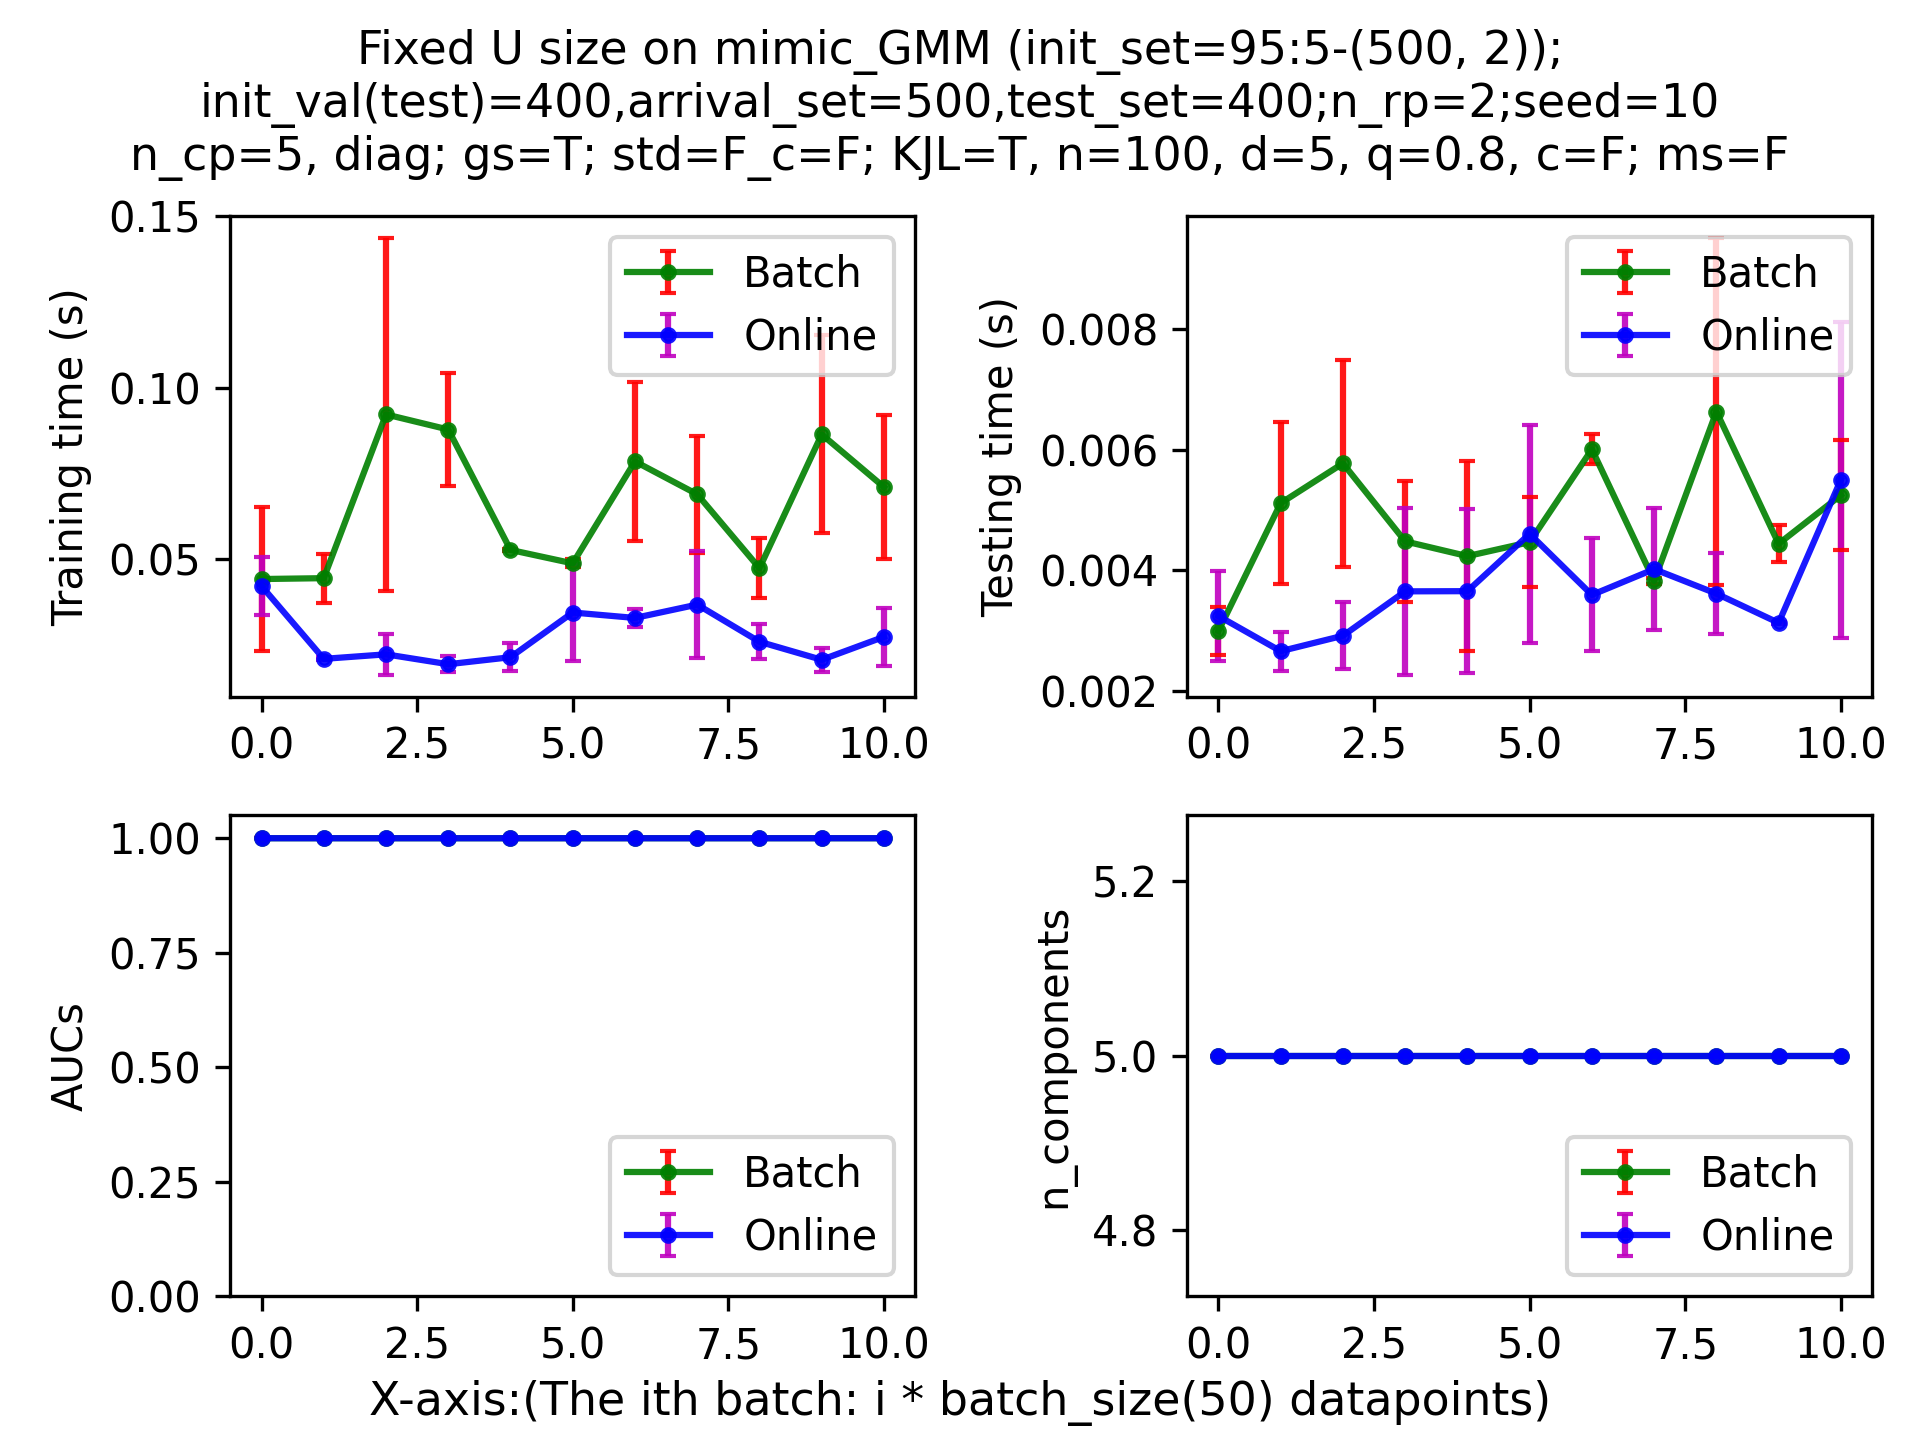 Fixed U size on mimic_GMM (init_set=95:5-(500, 2));
init_val(test)=400,arrival_set=500,test_set=400;n_rp=2;seed=10
n_cp=5, diag; gs=T; std=F_c=F; KJL=T, n=100, d=5, q=0.8, c=F; ms=F
Training time (s)
0.15
0.10
0.05
0.0 2.5 5.0 7.5 10.0
Batch
Online
Testing time (s)
0.008
0.006
0.004
0.002
0.0 2.5 5.0 7.5 10.0
Batch
Online
AUCs
1.00
0.75
0.50
0.25
0.00
0.0 2.5 5.0 7.5 10.0
Batch
Online
n_components
5.2
5.0
4.8
0.0 2.5 5.0 7.5 10.0
Batch
Online
X-axis:(The ith batch: i * batch_size(50) datapoints)